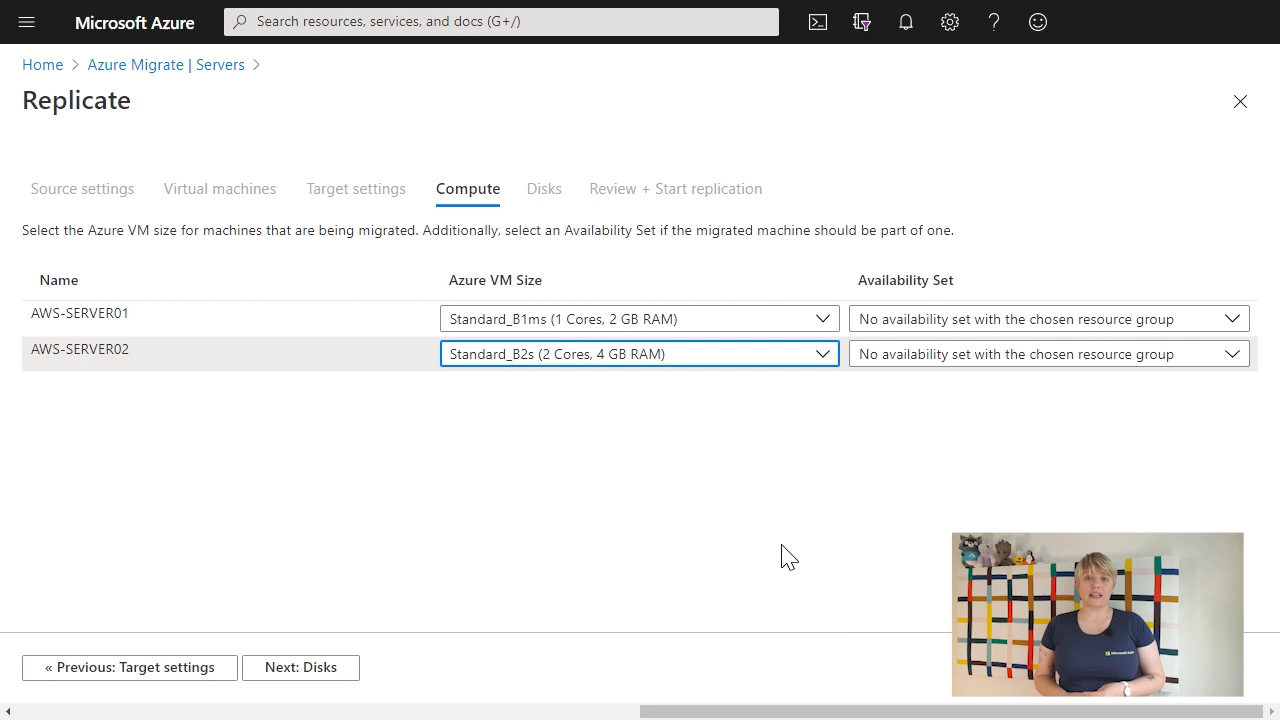 Microsoft Azure
Search resources, services, and docs (G+/)
Home > Azure Migrate | Servers >
Replicate
Source settings Virtual machines Target settings Compute Disks Review + Start replication
Select the Azure VM size for machines that are being migrated. Additionally, select an Availability Set if the migrated machine should be part of one.
Name Azure VM Size Availability Set
AWS-SERVER01 Standard_B1ms (1 Cores, 2 GB RAM) No availability set with the chosen resource group
AWS-SERVER02 Standard_B2s (2 Cores, 4 GB RAM) No availability set with the chosen resource group
« Previous: Target settings Next: Disks
Microsoft Azure